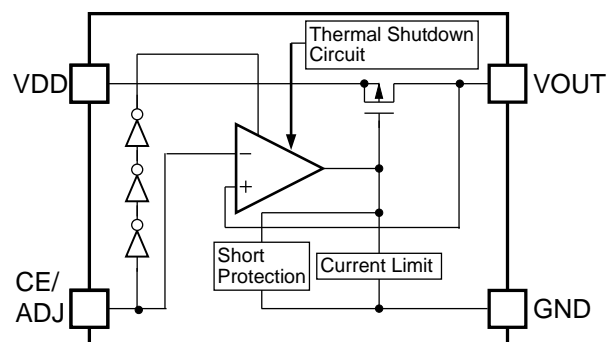 Thermal Shutdown
Circuit
VDD
VOUT
−
+
Short
Protection
Current Limit
CE/
ADJ
GND